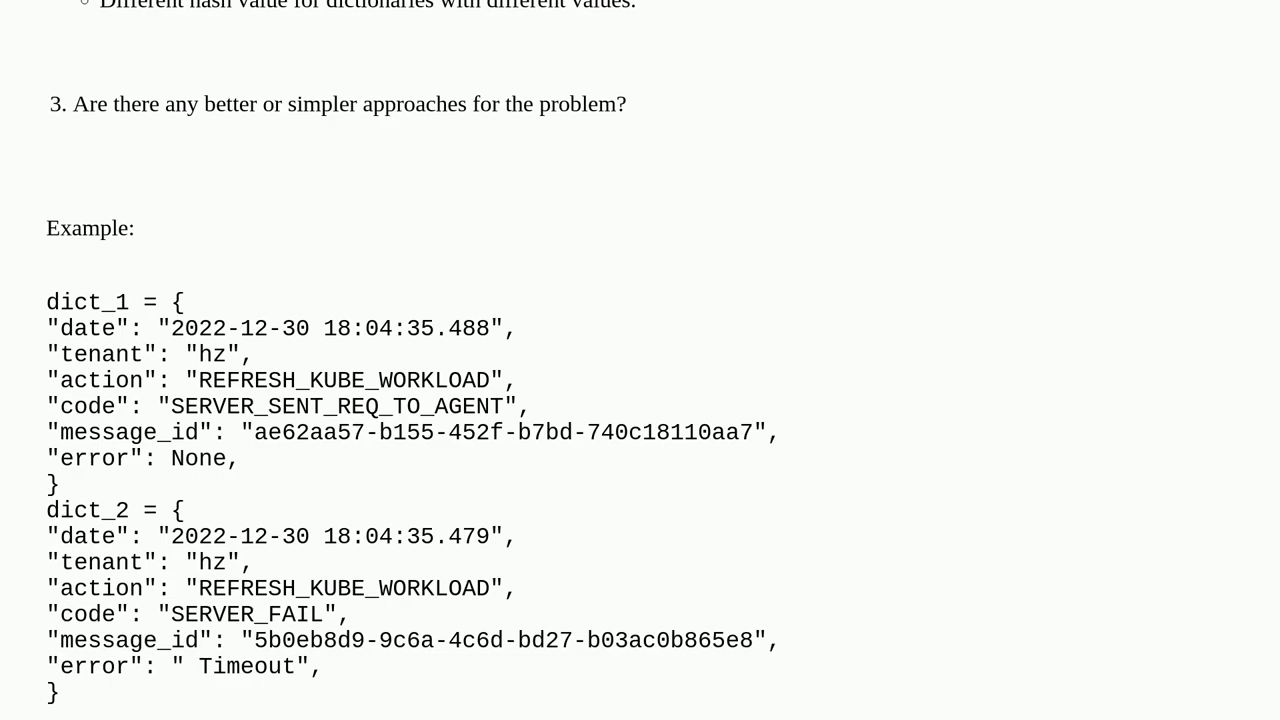 ◦ Different hash value for dictionaries with different values.
3. Are there any better or simpler approaches for the problem?
Example:
dict_1 = {
"date": "2022-12-30 18:04:35.488",
"tenant": "hz",
"action": "REFRESH_KUBE_WORKLOAD",
"code": "SERVER_SENT_REQ_TO_AGENT",
"message_id": "ae62aa57-b155-452f-b7bd-740c18110aa7",
"error": None,
}
dict_2 = {
"date": "2022-12-30 18:04:35.479",
"tenant": "hz",
"action": "REFRESH_KUBE_WORKLOAD",
"code": "SERVER_FAIL",
"message_id": "5b0eb8d9-9c6a-4c6d-bd27-b03ac0b865e8",
"error": " Timeout",
}